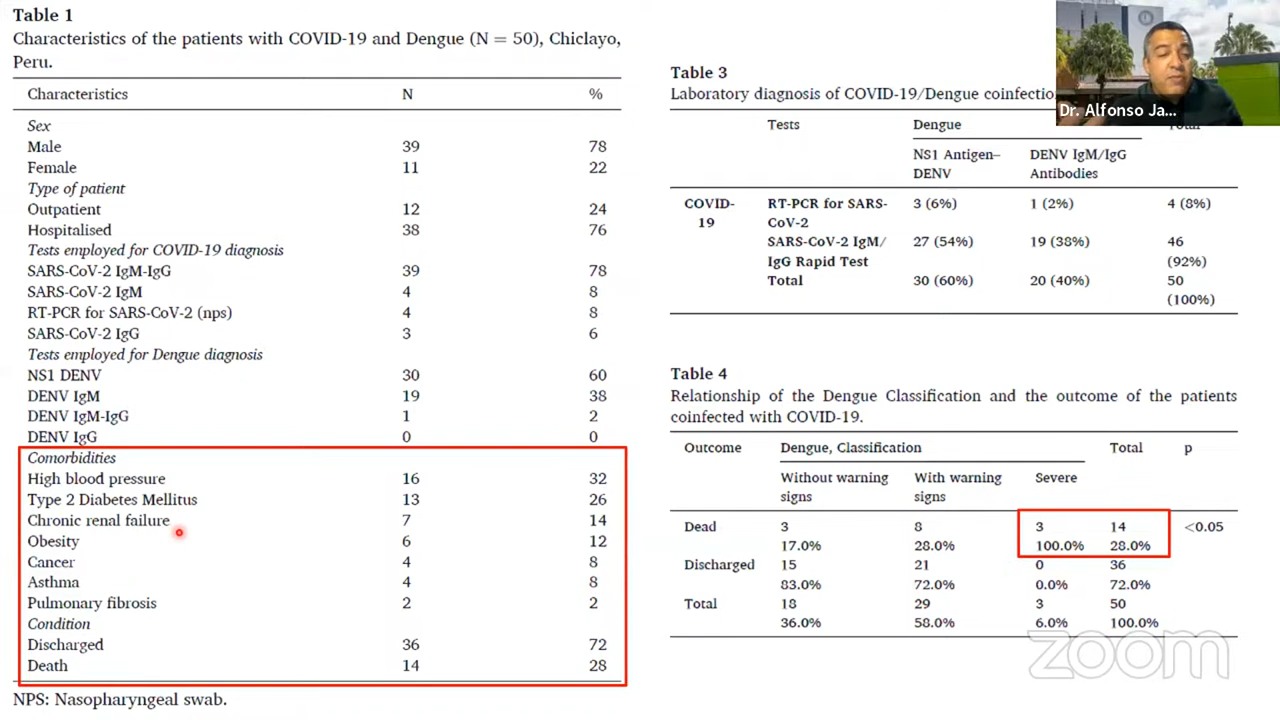 Table 1
Characteristics of the patients with COVID-19 and Dengue (N = 50), Chiclayo,
Peru.
Characteristics N %
Sex
Male 39 78
Female 11 22
Type of patient
Outpatient 12 24
Hospitalised 38 76
Tests employed for COVID-19 diagnosis
SARS-CoV-2 IgM-IgG 39 78
SARS-CoV-2 IgM 4 8
RT-PCR for SARS-CoV-2 (nps) 4 8
SARS-CoV-2 IgG 3 6
Tests employed for Dengue diagnosis
NS1 DENV 30 60
DENV IgM 19 38
DENV IgM-IgG 1 2
DENV IgG 0 0
Comorbidities
High blood pressure 16 32
Type 2 Diabetes Mellitus 13 26
Chronic renal failure 7 14
Obesity 6 12
Cancer 4 8
Asthma 4 8
Pulmonary fibrosis 2 2
Condition
Discharged 36 72
Death 14 28
NPS: Nasopharyngeal swab.
Table 3
Laboratory diagnosis of COVID-19/Dengue
Dr. Alfonso Ja...
Tests Dengue
NS1 Antigen– DENV IgM/IgG
DENV Antibodies
COVID- RT-PCR for SARS- 3 (6%) 1 (2%) 4 (8%)
19 CoV-2
SARS-CoV-2 IgM/ 27 (54%) 19 (38%) 46
IgG Rapid Test (92%)
Total 30 (60%) 20 (40%) 50
(100%)
Table 4
Relationship of the Dengue Classification and the outcome of the patients
coinfected with COVID-19.
Outcome Dengue, Classification Total p
Without warning With warning Severe
signs signs
Dead 3 8 3 14 <0.05
17.0% 28.0% 100.0% 28.0%
Discharged 15 21 0 36
83.0% 72.0% 0.0% 72.0%
Total 18 29 3 50
36.0% 58.0% 6.0% 100.0%
zoom